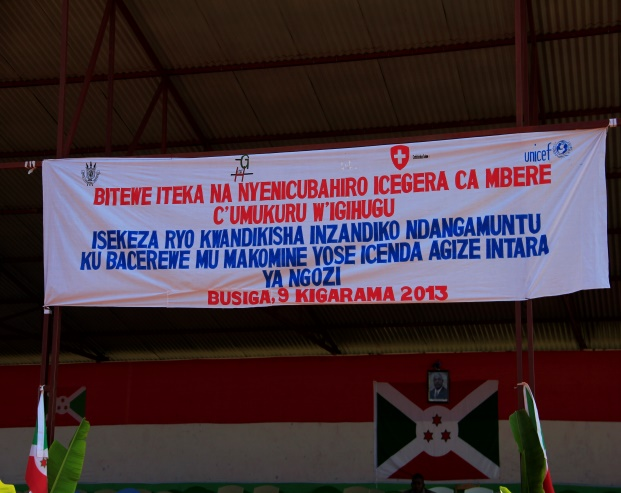 unicef
BITEWE ITEKA NA NYENICUBAHIRO ICEGERA CA MBERE
C'UMUKURU W'IGIHUGU
ISEKEZA RYO KWANDIKISHA INZANDIKO NDANGAMUNTU
KU BACEREWE MU MAKOMINE YOSE ICENDA AGIZE INTARA
YA NGOZI
BUSIGA, 9 KIGARAMA 2013